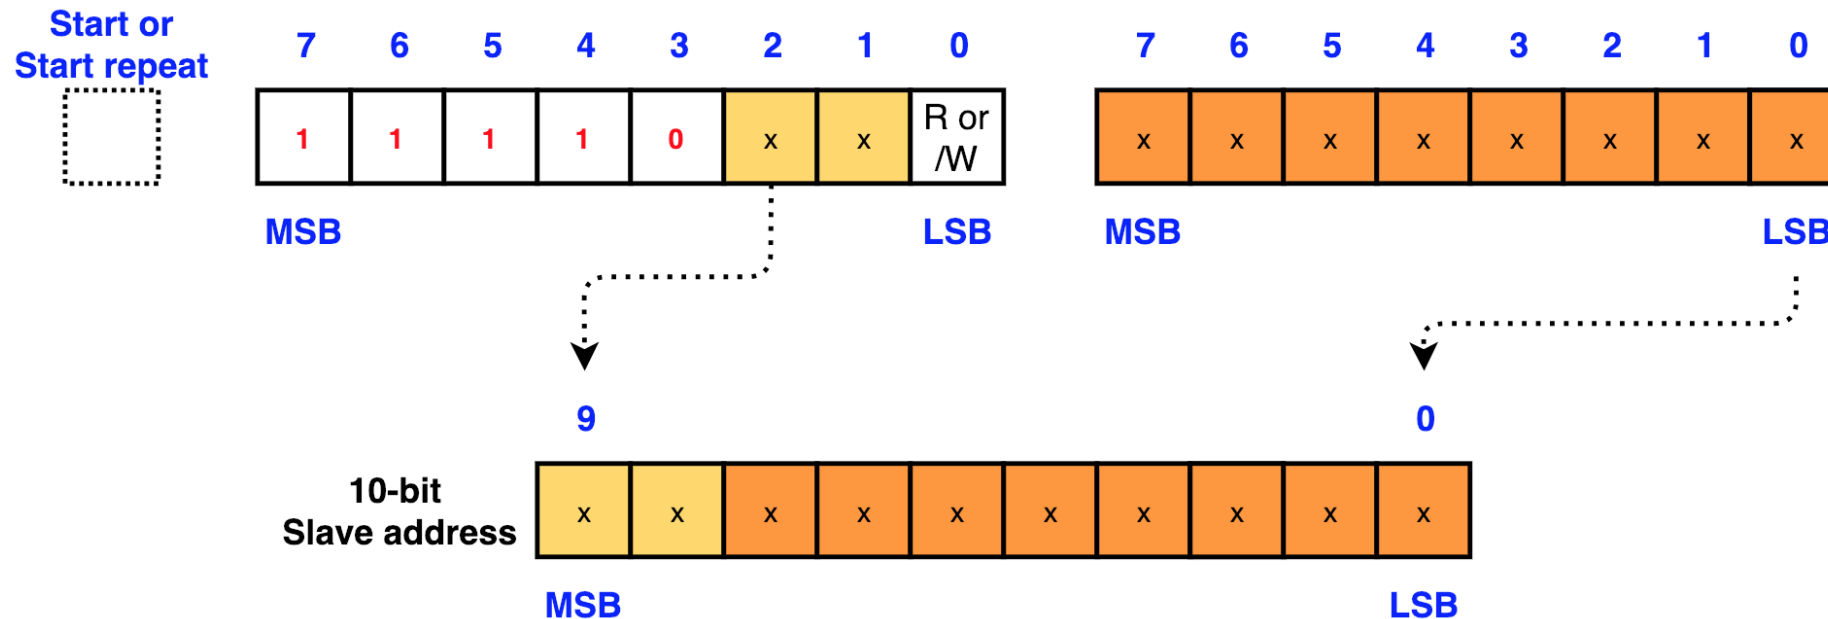 Start or
Start repeat
7 6 5 4 3 2 1 0 7 6 5 4 3 2 1 0
1 1 1 1 0 x x R or
/W
x x x x x x x x
MSB LSB MSB LSB
9 0
10-bit
Slave address
x x x x x x x x x x
MSB LSB